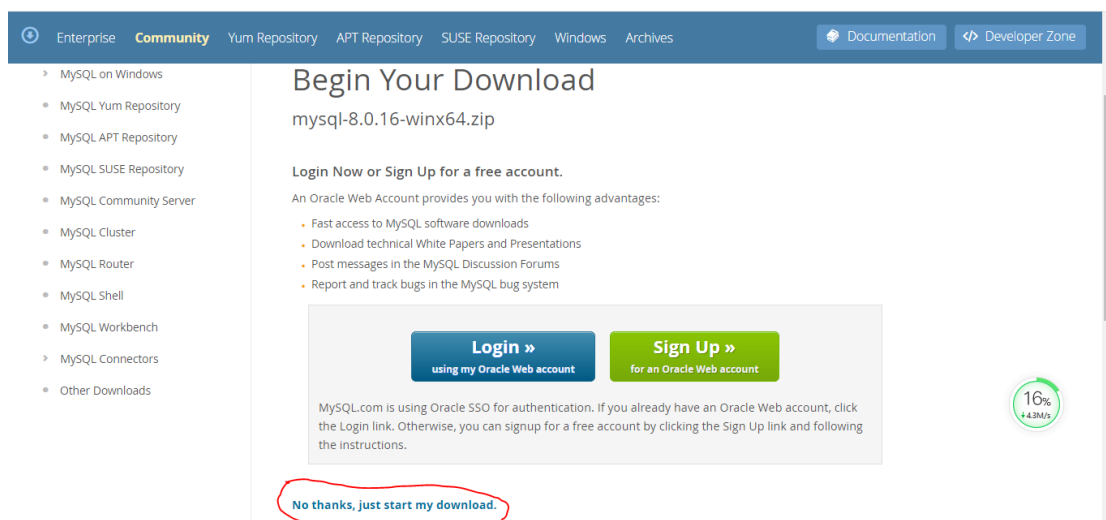 Enterprise Community Yum Repository APT Repository SUSE Repository Windows Archives Documentation Developer Zone
MySQL on Windows
MySQL Yum Repository
MySQL APT Repository
MySQL SUSE Repository
MySQL Community Server
MySQL Cluster
MySQL Router
MySQL Shell
MySQL Workbench
MySQL Connectors
Other Downloads
Begin Your Download
mysql-8.0.16-winx64.zip
Login Now or Sign Up for a free account.
An Oracle Web Account provides you with the following advantages:
Fast access to MySQL software downloads
Download technical White Papers and Presentations
Post messages in the MySQL Discussion Forums
Report and track bugs in the MySQL bug system
Login »
using my Oracle Web account
Sign Up »
for an Oracle Web account
MySQL.com is using Oracle SSO for authentication. If you already have an Oracle Web account, click
the Login link. Otherwise, you can signup for a free account by clicking the Sign Up link and following
the instructions.
No thanks, just start my download.
16%
4.3M/s